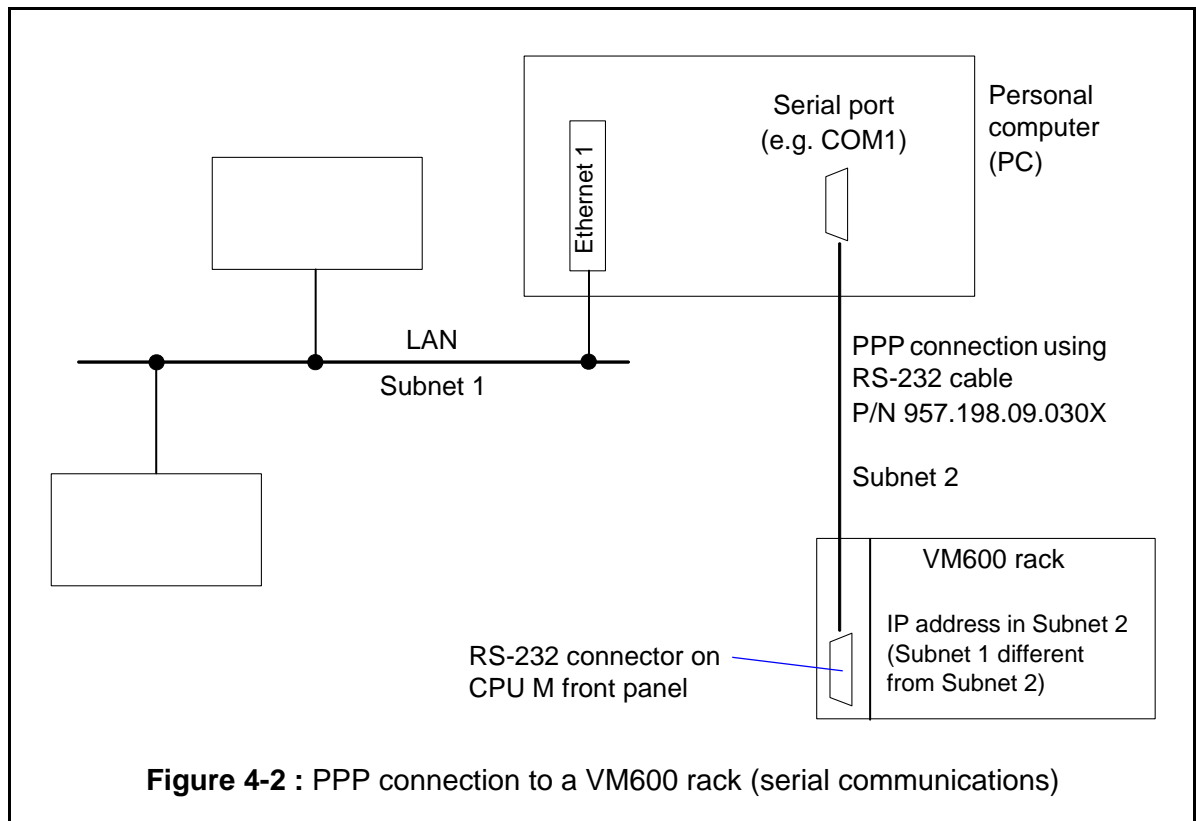 Serial port
(e.g. COM1)
Personal
computer
(PC)
Ethernet 1
LAN
Subnet 1
PPP connection using
RS-232 cable
P/N 957.198.09.030X
Subnet 2
VM600 rack
IP address in Subnet 2
(Subnet 1 different
from Subnet 2)
RS-232 connector on
CPU M front panel
Figure 4-2 : PPP connection to a VM600 rack (serial communications)